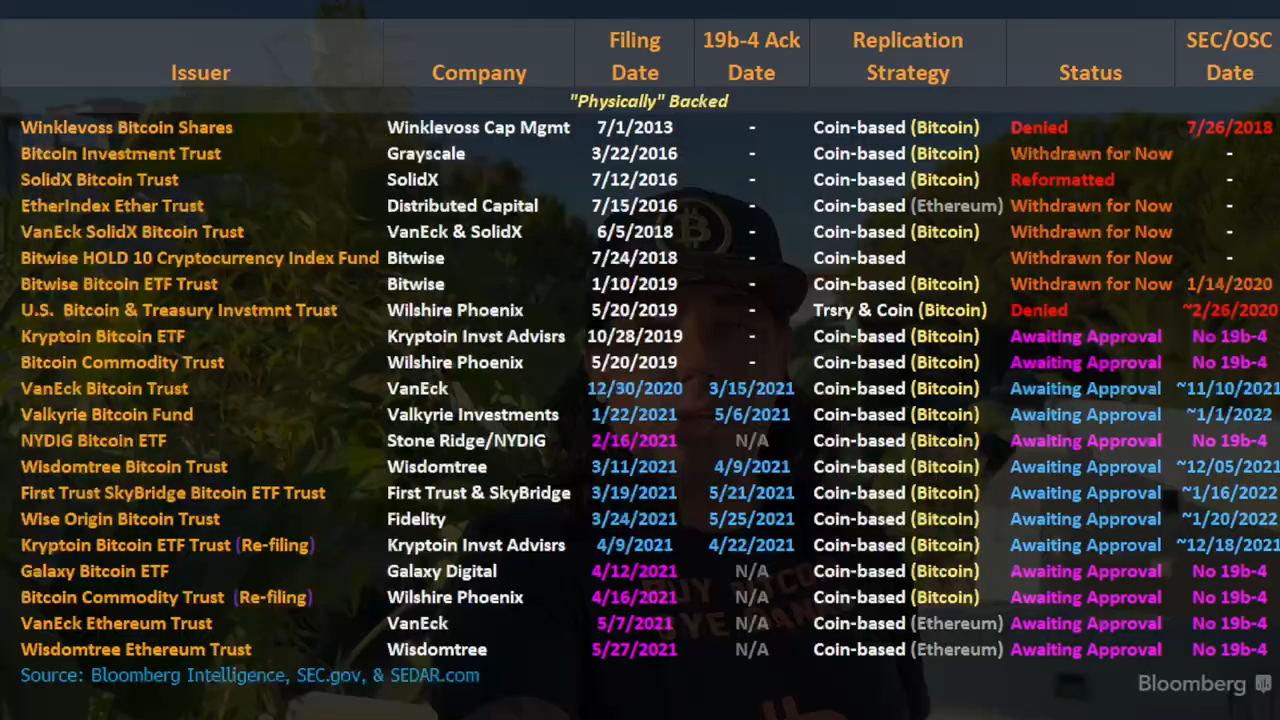 Issuer Company Filing Date 19b-4 Ack Date Replication Strategy Status SEC/OSC Date
"Physically" Backed
Winklevoss Bitcoin Shares Winklevoss Cap Mgmt 7/1/2013 - Coin-based (Bitcoin) Denied 7/26/2018
Bitcoin Investment Trust Grayscale 3/22/2016 - Coin-based (Bitcoin) Withdrawn for Now -
SolidX Bitcoin Trust SolidX 7/12/2016 - Coin-based (Bitcoin) Reformatted -
EtherIndex Ether Trust Distributed Capital 7/15/2016 - Coin-based (Ethereum) Withdrawn for Now -
VanEck SolidX Bitcoin Trust VanEck & SolidX 6/5/2018 - Coin-based (Bitcoin) Withdrawn for Now -
Bitwise HOLD 10 Cryptocurrency Index Fund Bitwise 7/24/2018 - Coin-based Withdrawn for Now -
Bitwise Bitcoin ETF Trust Bitwise 1/10/2019 - Coin-based (Bitcoin) Withdrawn for Now 1/14/2020
U.S. Bitcoin & Treasury Invstmnt Trust Wilshire Phoenix 5/20/2019 - Trsry & Coin (Bitcoin) Denied ~2/26/2020
Kryptoin Bitcoin ETF Kryptoin Invst Advisrs 10/28/2019 - Coin-based (Bitcoin) Awaiting Approval No 19b-4
Bitcoin Commodity Trust Wilshire Phoenix 5/20/2019 - Coin-based (Bitcoin) Awaiting Approval No 19b-4
VanEck Bitcoin Trust VanEck 12/30/2020 3/15/2021 Coin-based (Bitcoin) Awaiting Approval ~11/10/2021
Valkyrie Bitcoin Fund Valkyrie Investments 1/22/2021 5/6/2021 Coin-based (Bitcoin) Awaiting Approval ~1/1/2022
NYDIG Bitcoin ETF Stone Ridge/NYDIG 2/16/2021 N/A Coin-based (Bitcoin) Awaiting Approval No 19b-4
Wisdomtree Bitcoin Trust Wisdomtree 3/11/2021 4/9/2021 Coin-based (Bitcoin) Awaiting Approval ~12/05/2021
First Trust SkyBridge Bitcoin ETF Trust First Trust & SkyBridge 3/19/2021 5/21/2021 Coin-based (Bitcoin) Awaiting Approval ~1/16/2022
Wise Origin Bitcoin Trust Fidelity 3/24/2021 5/25/2021 Coin-based (Bitcoin) Awaiting Approval ~1/20/2022
Kryptoin Bitcoin ETF Trust (Re-filing) Kryptoin Invst Advisrs 4/9/2021 4/22/2021 Coin-based (Bitcoin) Awaiting Approval ~12/18/2021
Galaxy Bitcoin ETF Galaxy Digital 4/12/2021 N/A Coin-based (Bitcoin) Awaiting Approval No 19b-4
Bitcoin Commodity Trust (Re-filing) Wilshire Phoenix 4/16/2021 N/A Coin-based (Bitcoin) Awaiting Approval No 19b-4
VanEck Ethereum Trust VanEck 5/7/2021 N/A Coin-based (Ethereum) Awaiting Approval No 19b-4
Wisdomtree Ethereum Trust Wisdomtree 5/27/2021 N/A Coin-based (Ethereum) Awaiting Approval No 19b-4
Source: Bloomberg Intelligence, SEC.gov, & SEDAR.com
Bloomberg